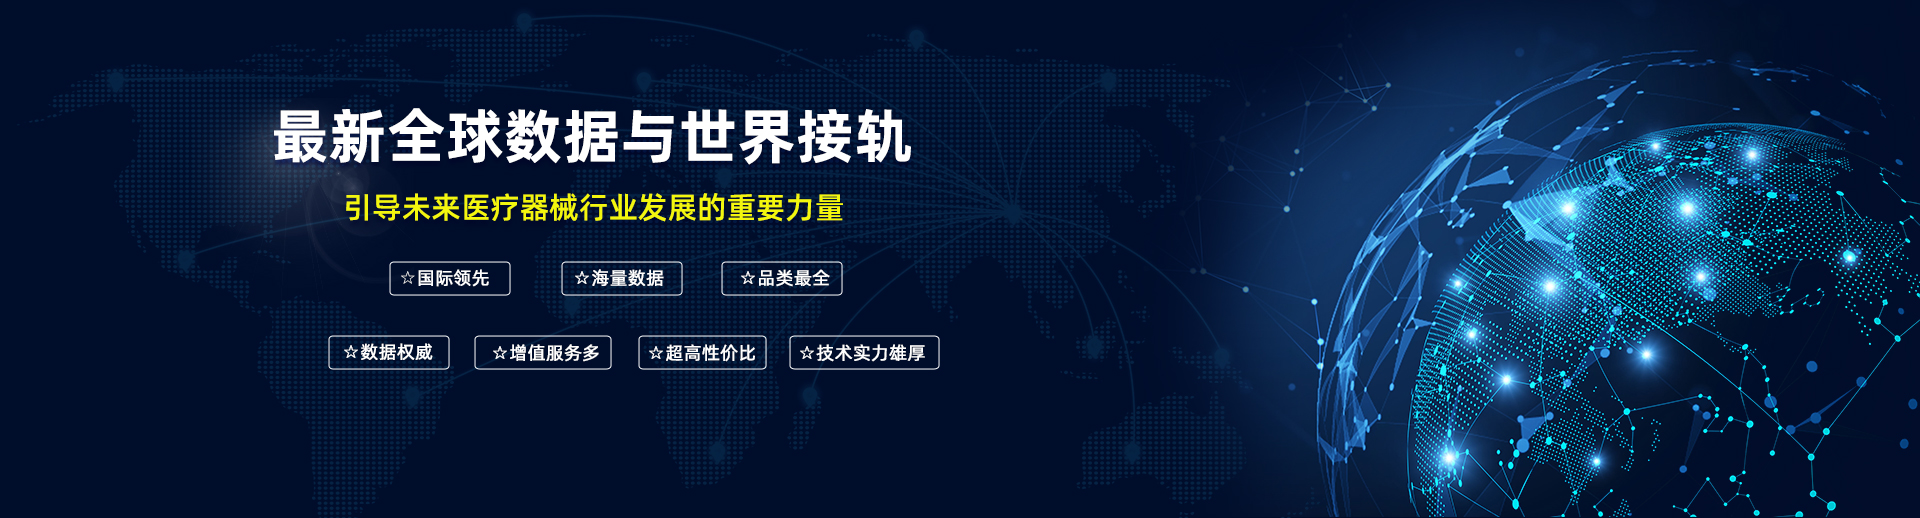 最新全球数据与世界接轨
引导未来医疗器械行业发展的重要力量
☆国际领先 ☆海量数据 ☆品类最全
☆数据权威 ☆增值服务多 ☆超高性价比 ☆技术实力雄厚